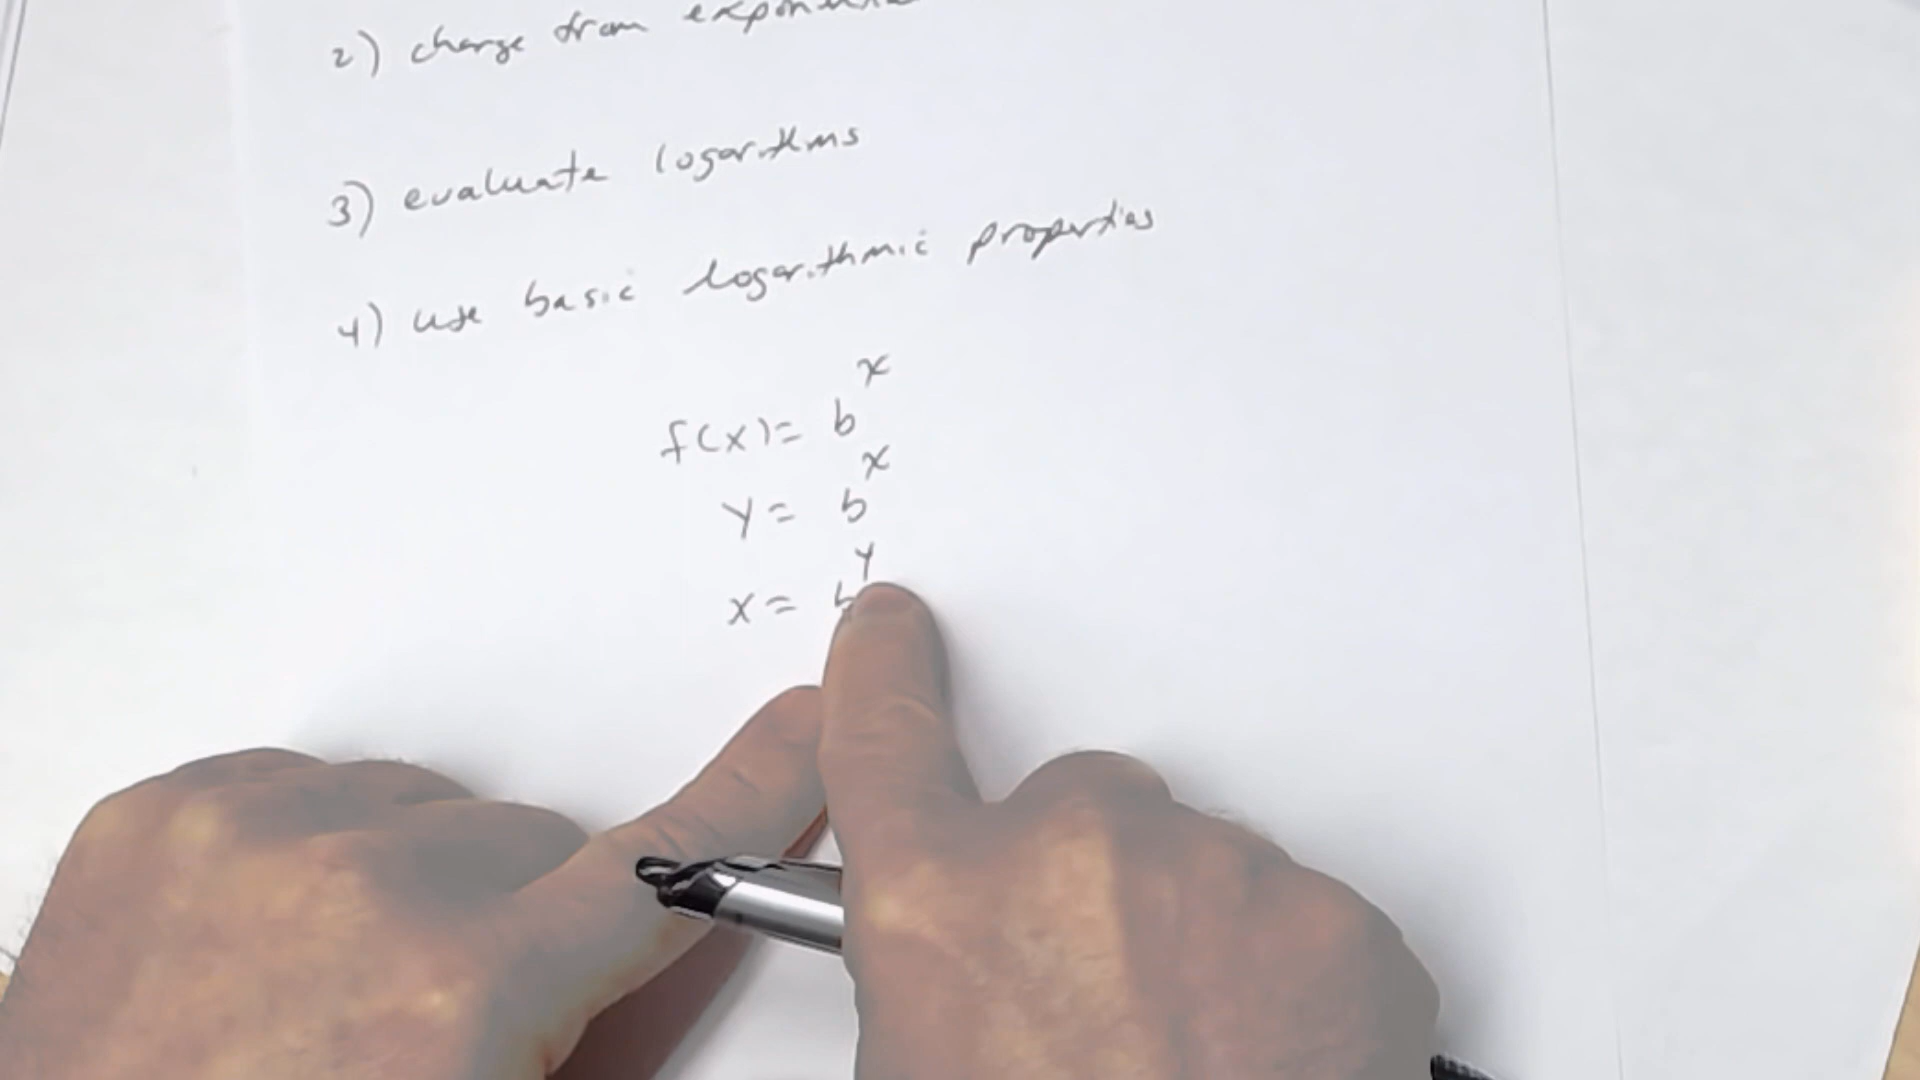 2) change from
3) evaluate logarithms
4) use basic logarithmic properties
f(x) = b^x
y = b^x
x = b^y